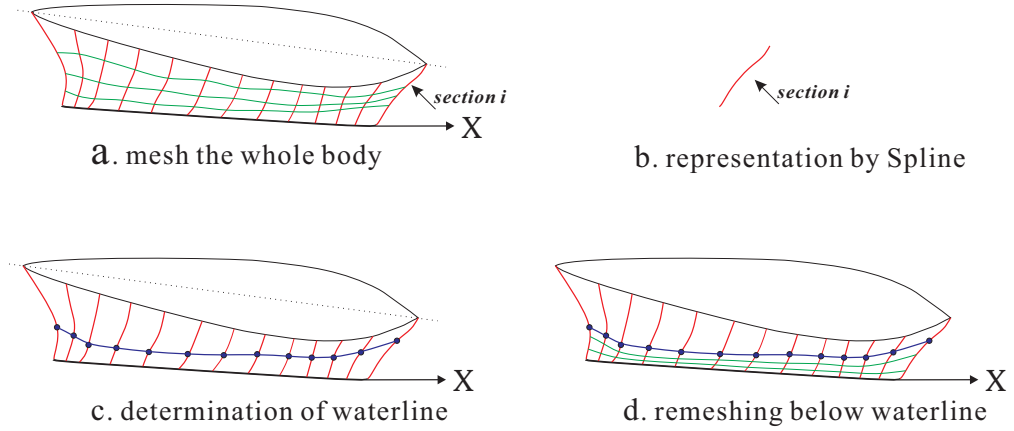 section i
X
a. mesh the whole body
section i
b. representation by Spline
X
c. determination of waterline
X
d. remeshing below waterline